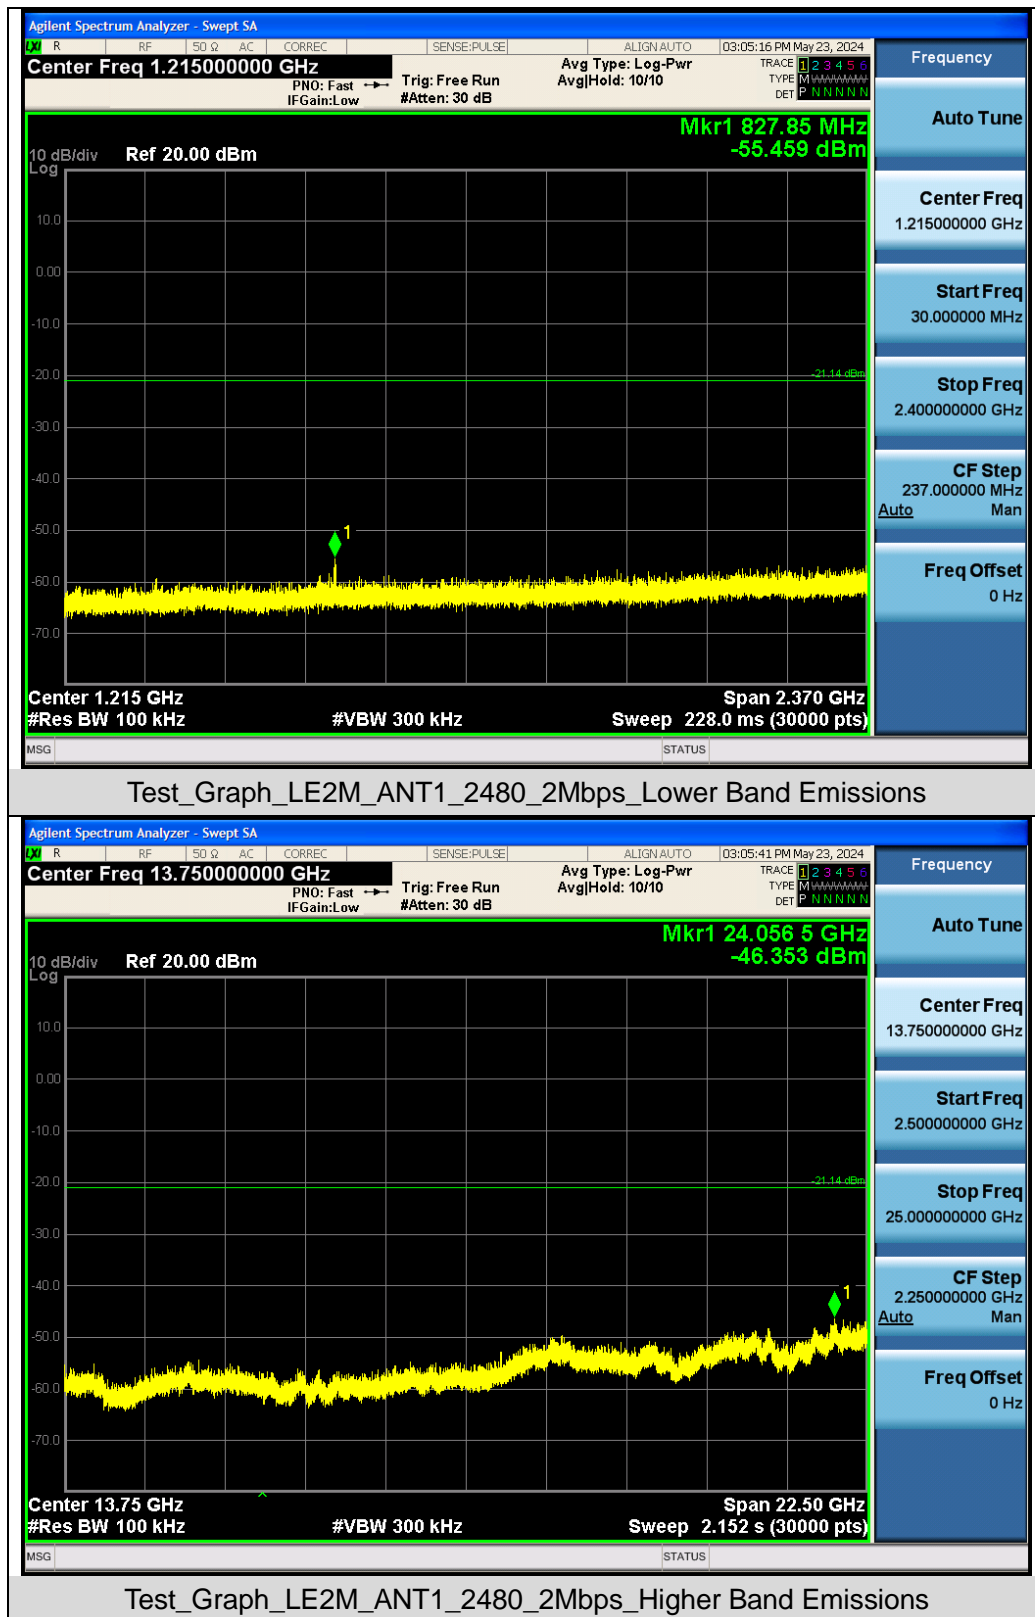 Agilent Spectrum Analyzer - Swept SA
LXI R RF 50 Ω AC CORREC SENSE:PULSE ALIGN AUTO 03:05:16 PM May 23, 2024
Center Freq 1.215000000 GHz
PNO: Fast
IFGain:Low
Trig: Free Run
#Atten: 30 dB
Avg Type: Log-Pwr
Avg|Hold: 10/10
TRACE 1 2 3 4 5 6
TYPE M
DET P N N N N N
Mkr1 827.85 MHz
-55.459 dBm
10 dB/div Ref 20.00 dBm
Log
10.0
0.00
-10.0
-20.0
-21.14 dBm
-30.0
-40.0
-50.0
1
-60.0
-70.0
Center 1.215 GHz Span 2.370 GHz
#Res BW 100 kHz #VBW 300 kHz Sweep 228.0 ms (30000 pts)
MSG STATUS
Frequency
Auto Tune
Center Freq
1.215000000 GHz
Start Freq
30.000000 MHz
Stop Freq
2.400000000 GHz
CF Step
237.000000 MHz
Auto Man
Freq Offset
0 Hz
Test_Graph_LE2M_ANT1_2480_2Mbps_Lower Band Emissions
Agilent Spectrum Analyzer - Swept SA
LXI R RF 50 Ω AC CORREC SENSE:PULSE ALIGN AUTO 03:05:41 PM May 23, 2024
Center Freq 13.750000000 GHz
PNO: Fast
IFGain:Low
Trig: Free Run
#Atten: 30 dB
Avg Type: Log-Pwr
Avg|Hold: 10/10
TRACE 1 2 3 4 5 6
TYPE M
DET P N N N N N
Mkr1 24.056 5 GHz
-46.353 dBm
10 dB/div Ref 20.00 dBm
Log
10.0
0.00
-10.0
-20.0
-21.14 dBm
-30.0
-40.0
1
-50.0
-60.0
-70.0
Center 13.75 GHz Span 22.50 GHz
#Res BW 100 kHz #VBW 300 kHz Sweep 2.152 s (30000 pts)
MSG STATUS
Frequency
Auto Tune
Center Freq
13.750000000 GHz
Start Freq
2.500000000 GHz
Stop Freq
25.000000000 GHz
CF Step
2.250000000 GHz
Auto Man
Freq Offset
0 Hz
Test_Graph_LE2M_ANT1_2480_2Mbps_Higher Band Emissions